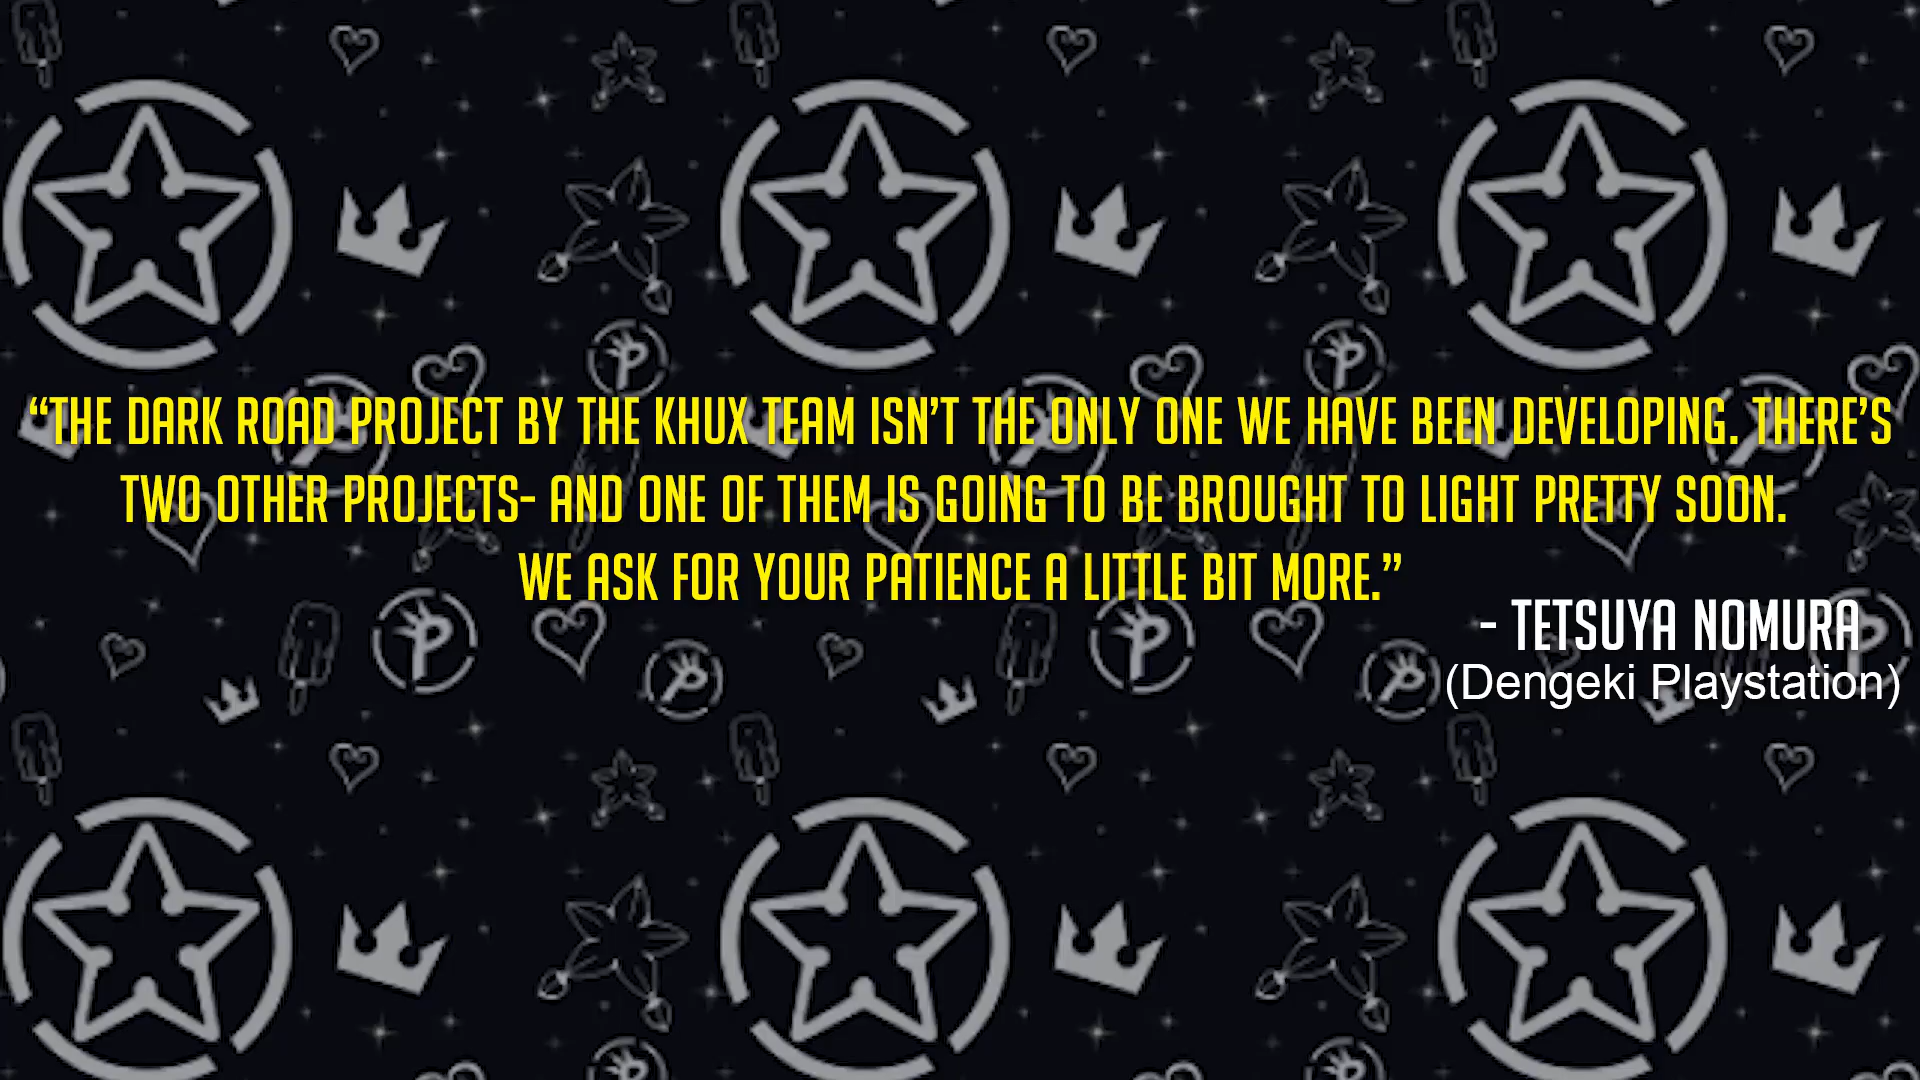 “THE DARK ROAD PROJECT BY THE KHUX TEAM ISN’T THE ONLY ONE WE HAVE BEEN DEVELOPING. THERE’S
TWO OTHER PROJECTS- AND ONE OF THEM IS GOING TO BE BROUGHT TO LIGHT PRETTY SOON.
WE ASK FOR YOUR PATIENCE A LITTLE BIT MORE.”
- TETSUYA NOMURA
(Dengeki Playstation)